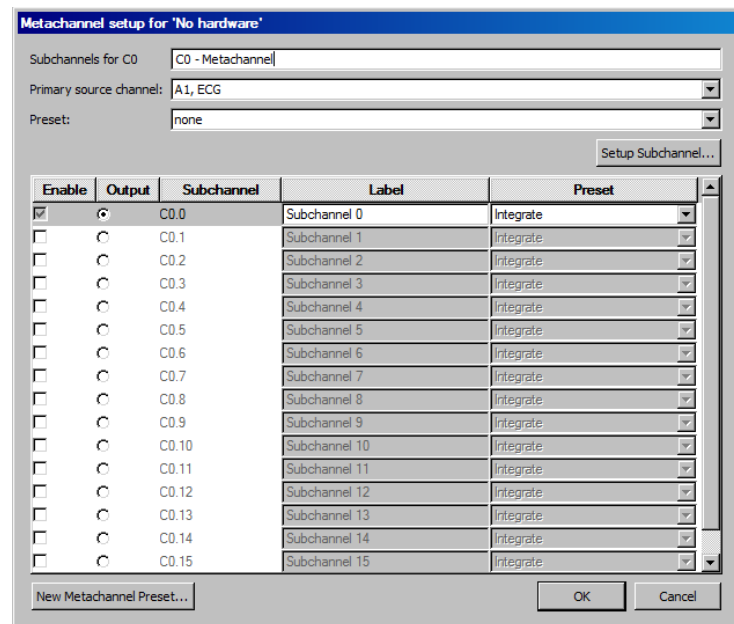 Metachannel setup for 'No hardware'
Subchannels for C0 C0 - Metachannel
Primary source channel: A1, ECG
Preset: none
Setup Subchannel...
Enable Output Subchannel Label Preset
C0.0 Subchannel 0 Integrate
C0.1 Subchannel 1 Integrate
C0.2 Subchannel 2 Integrate
C0.3 Subchannel 3 Integrate
C0.4 Subchannel 4 Integrate
C0.5 Subchannel 5 Integrate
C0.6 Subchannel 6 Integrate
C0.7 Subchannel 7 Integrate
C0.8 Subchannel 8 Integrate
C0.9 Subchannel 9 Integrate
C0.10 Subchannel 10 Integrate
C0.11 Subchannel 11 Integrate
C0.12 Subchannel 12 Integrate
C0.13 Subchannel 13 Integrate
C0.14 Subchannel 14 Integrate
C0.15 Subchannel 15 Integrate
New Metachannel Preset... OK Cancel